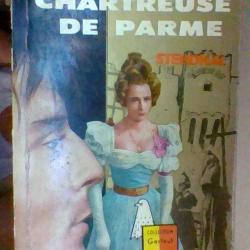 CHARTREUSE
DE PARME
STENDHAL
COLLECTION